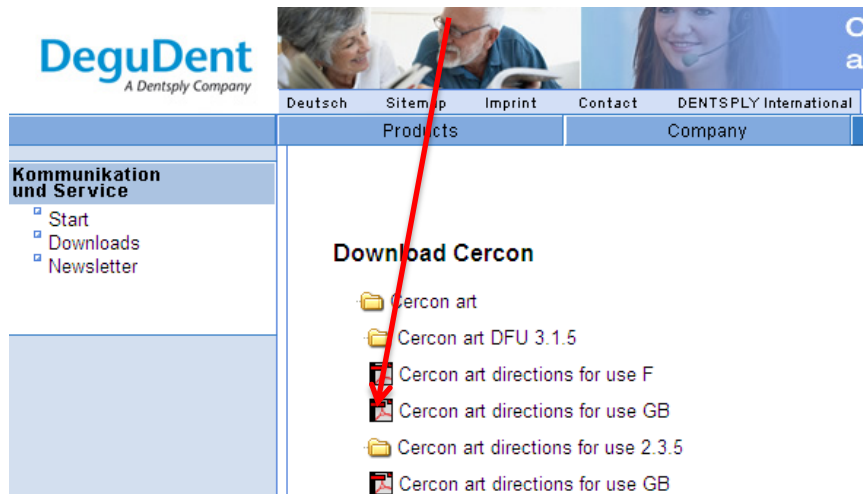 DeguDent
A Dentsply Company
C
a
Deutsch Sitemap Imprint Contact DENTSPLY International
Products Company
Kommunikation
und Service
Start
Downloads
Newsletter
Download Cercon
Cercon art
Cercon art DFU 3.1.5
Cercon art directions for use F
Cercon art directions for use GB
Cercon art directions for use 2.3.5
Cercon art directions for use GB